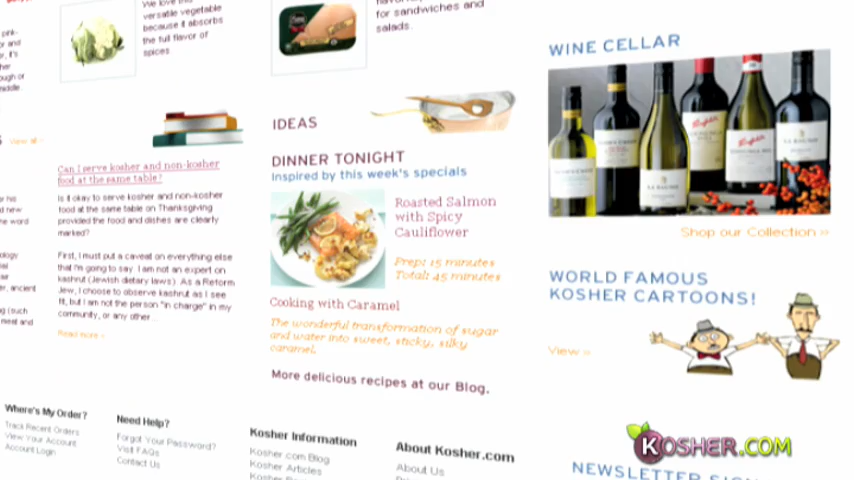 We love this
versatile vegetable
because it absorbs
the full flavor of
spices
for sandwiches and
salads.
View all
Can I serve kosher and non-kosher
food at the same table?
Is it okay to serve kosher and non-kosher
food at the same table on Thanksgiving
provided the food and dishes are clearly
marked?
First, I must put a caveat on everything else
that I'm going to say. I am not an expert on
kashrut (Jewish dietary laws). As a Reform
Jew, I choose to observe kashrut as I see
fit, but I am not the person "in charge" in my
community, or any other...
Read more »
IDEAS
DINNER TONIGHT
Inspired by this week's specials
Roasted Salmon
with Spicy
Cauliflower
Prep: 15 minutes
Total: 45 minutes
Cooking with Caramel
The wonderful transformation of sugar
and water into sweet, sticky, silky
caramel.
More delicious recipes at our Blog.
WINE CELLAR
Shop our Collection »
WORLD FAMOUS
KOSHER CARTOONS!
View »
Where's My Order?
Track Recent Orders
View Your Account
Account Login
Need Help?
Forgot Your Password?
Visit FAQs
Contact Us
Kosher Information
Kosher.com Blog
Kosher Articles
About Kosher.com
About Us
KOSHER.COM
NEWSLETTER